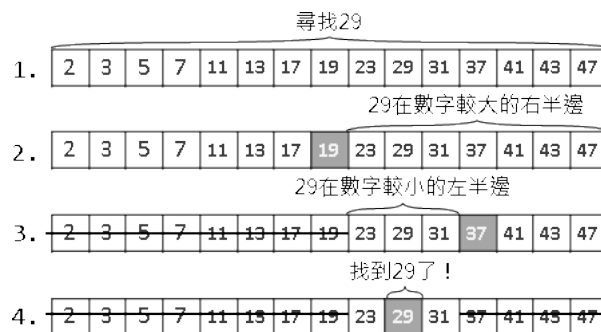 尋找29
1. 2 3 5 7 11 13 17 19 23 29 31 37 41 43 47
29在數字較大的右半邊
2. 2 3 5 7 11 13 17 19 23 29 31 37 41 43 47
29在數字較小的左半邊
3. 2 3 5 7 11 13 17 19 23 29 31 37 41 43 47
找到29了！
4. 2 3 5 7 11 13 17 19 23 29 31 37 41 43 47